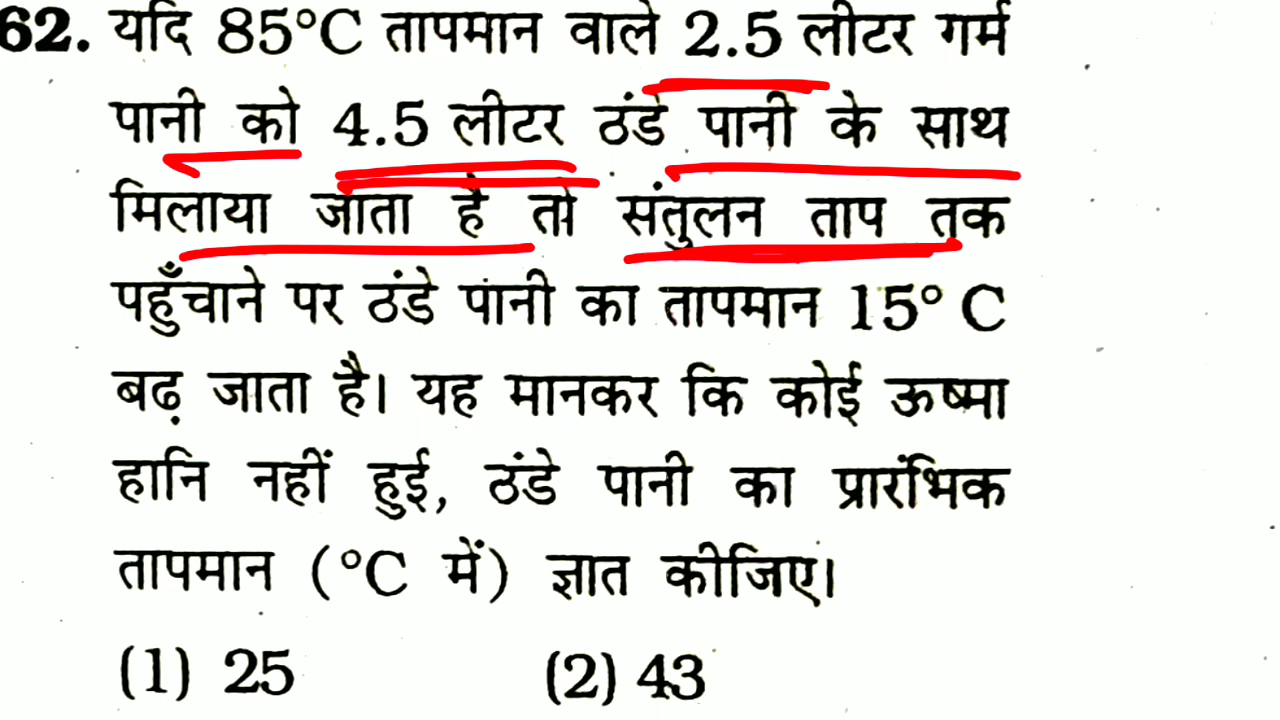 62. यदि 85°C तापमान वाले 2.5 लीटर गर्म
पानी को 4.5 लीटर ठंडे पानी के साथ
मिलाया जाता है तो संतुलन ताप तक
पहुँचाने पर ठंडे पानी का तापमान 15° C
बढ़ जाता है। यह मानकर कि कोई ऊष्मा
हानि नहीं हुई, ठंडे पानी का प्रारंभिक
तापमान (°C में) ज्ञात कीजिए।
(1) 25 (2) 43